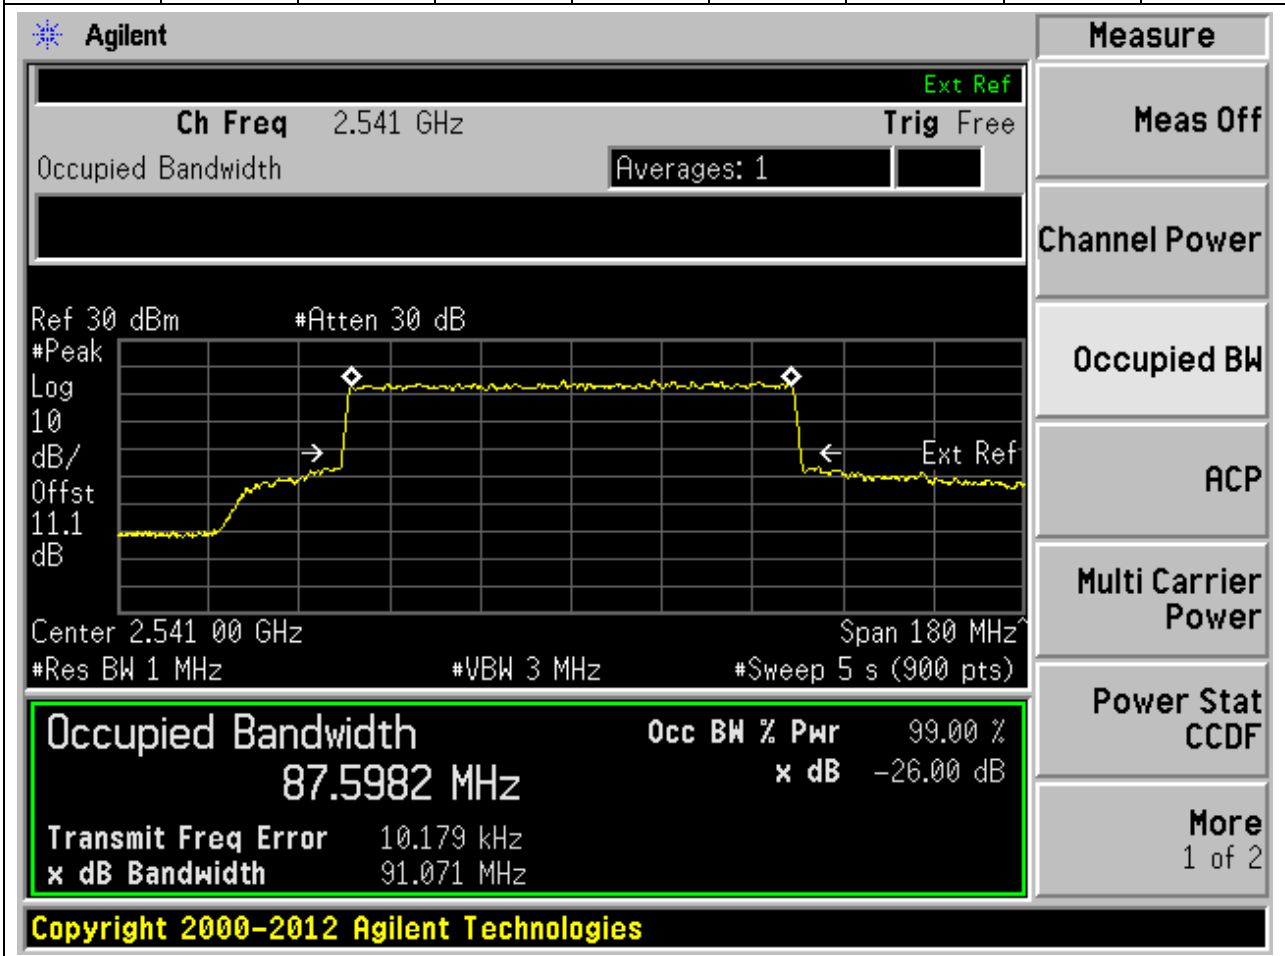 Agilent
Measure
Ext Ref
Ch Freq 2.541 GHz Trig Free
Meas Off
Occupied Bandwidth Averages: 1
Channel Power
Ref 30 dBm #Atten 30 dB
#Peak
Log
10
dB/
Offst
11.1
dB
Ext Ref
Occupied BW
ACP
Center 2.541 00 GHz Span 180 MHz^
#Res BW 1 MHz #VBW 3 MHz #Sweep 5 s (900 pts)
Multi Carrier
Power
Occupied Bandwidth
87.5982 MHz
Occ BW % Pwr 99.00 %
x dB -26.00 dB
Transmit Freq Error 10.179 kHz
x dB Bandwidth 91.071 MHz
Power Stat
CCDF
More
1 of 2
Copyright 2000-2012 Agilent Technologies